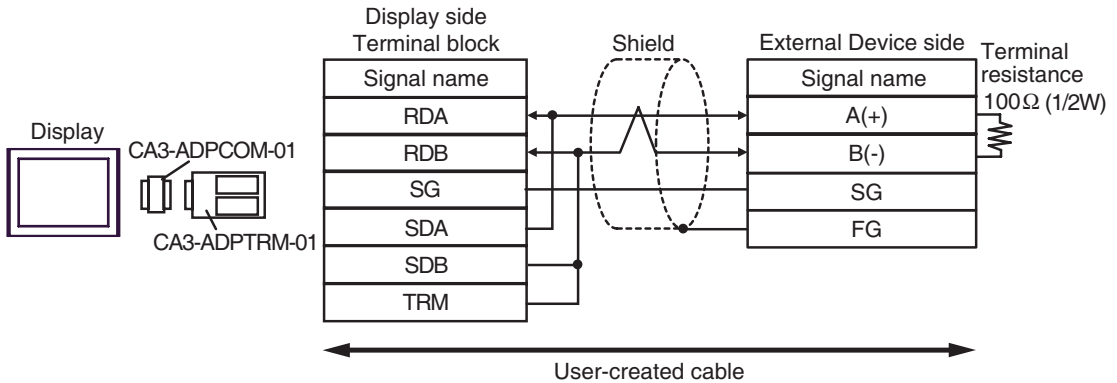 Display side
Terminal block
Shield
External Device side
Terminal
resistance
100Ω (1/2W)
Signal name
Signal name
RDA
A(+)
Display
CA3-ADPCOM-01
RDB
B(-)
SG
SG
CA3-ADPTRM-01
SDA
FG
SDB
TRM
User-created cable